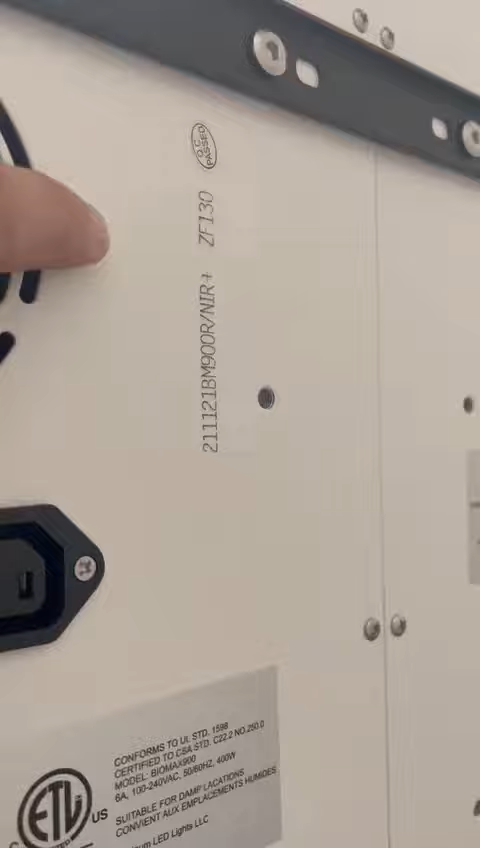 Q C
PASSED
211121BM900R/NIR+ ZF130
CONFORMS TO UL STD. 1598
CERTIFIED TO CSA STD. C22.2 NO.250.0
MODEL: BIOMAX900
6A, 100-240VAC, 50/60HZ, 400W
SUITABLE FOR DAMP LACATIONS
CONVIENT AUX EMPLACEMENTS HUMIDES
LED Lights LLC
ETL
C US